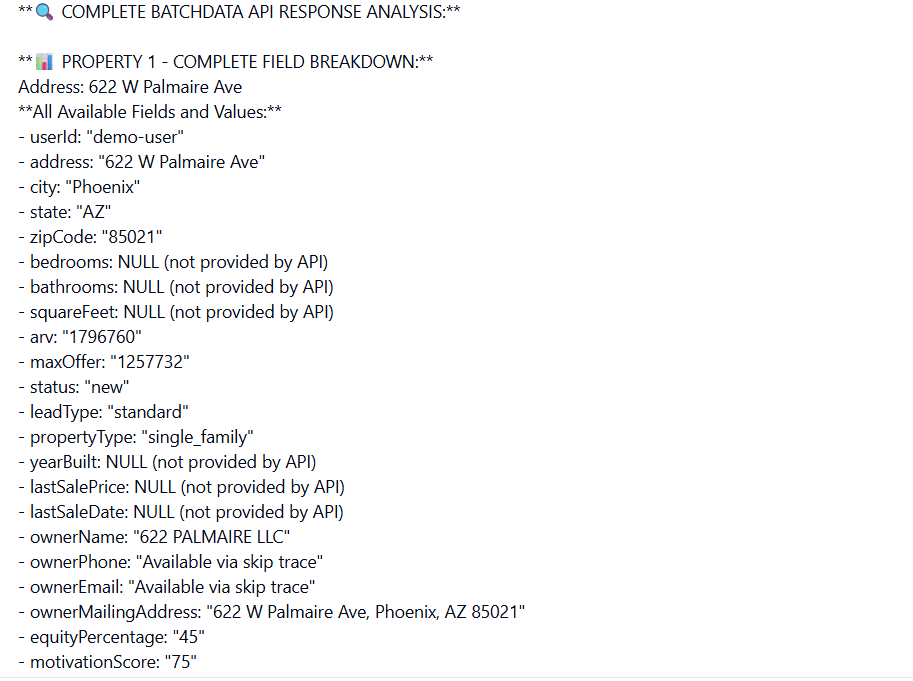 **🔍 COMPLETE BATCHDATA API RESPONSE ANALYSIS:**
**📊 PROPERTY 1 - COMPLETE FIELD BREAKDOWN:**
Address: 622 W Palmaire Ave
**All Available Fields and Values:**
- userId: "demo-user"
- address: "622 W Palmaire Ave"
- city: "Phoenix"
- state: "AZ"
- zipCode: "85021"
- bedrooms: NULL (not provided by API)
- bathrooms: NULL (not provided by API)
- squareFeet: NULL (not provided by API)
- arv: "1796760"
- maxOffer: "1257732"
- status: "new"
- leadType: "standard"
- propertyType: "single_family"
- yearBuilt: NULL (not provided by API)
- lastSalePrice: NULL (not provided by API)
- lastSaleDate: NULL (not provided by API)
- ownerName: "622 PALMAIRE LLC"
- ownerPhone: "Available via skip trace"
- ownerEmail: "Available via skip trace"
- ownerMailingAddress: "622 W Palmaire Ave, Phoenix, AZ 85021"
- equityPercentage: "45"
- motivationScore: "75"